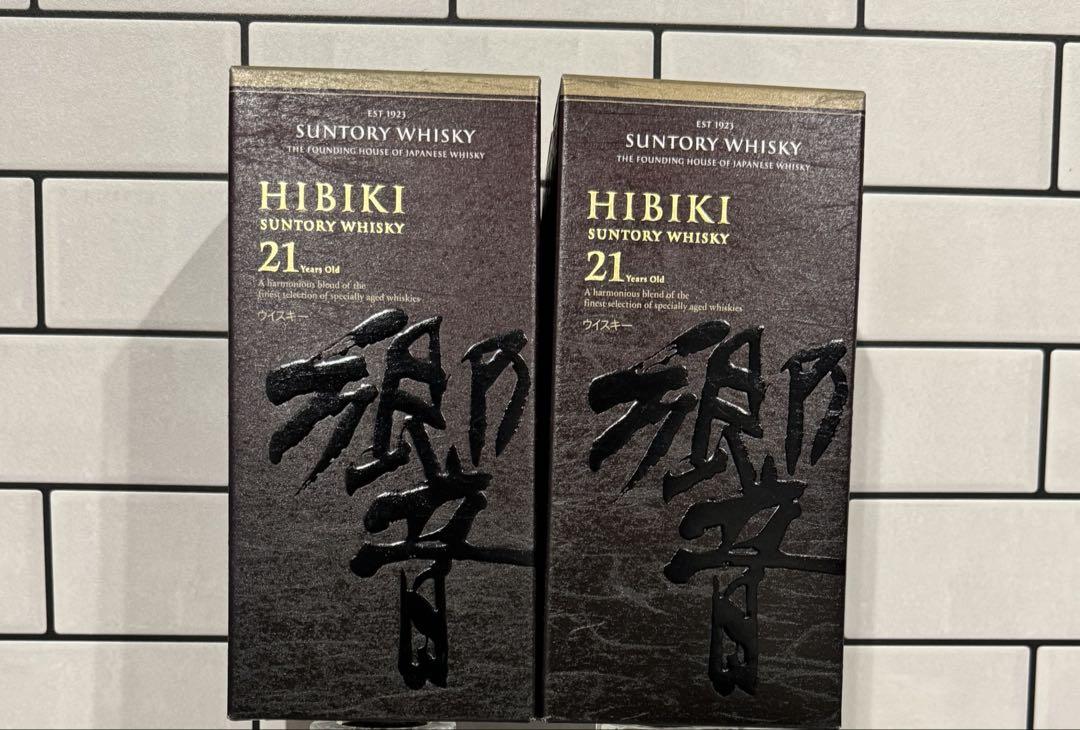 EST 1923
SUNTORY WHISKY
THE FOUNDING HOUSE OF JAPANESE WHISKY
HIBIKI
SUNTORY WHISKY
21 Years Old
A harmonious blend of the
finest selection of specially aged whiskies
ウイスキー
響
EST 1923
SUNTORY WHISKY
THE FOUNDING HOUSE OF JAPANESE WHISKY
HIBIKI
SUNTORY WHISKY
21 Years Old
A harmonious blend of the
finest selection of specially aged whiskies
ウイスキー
響